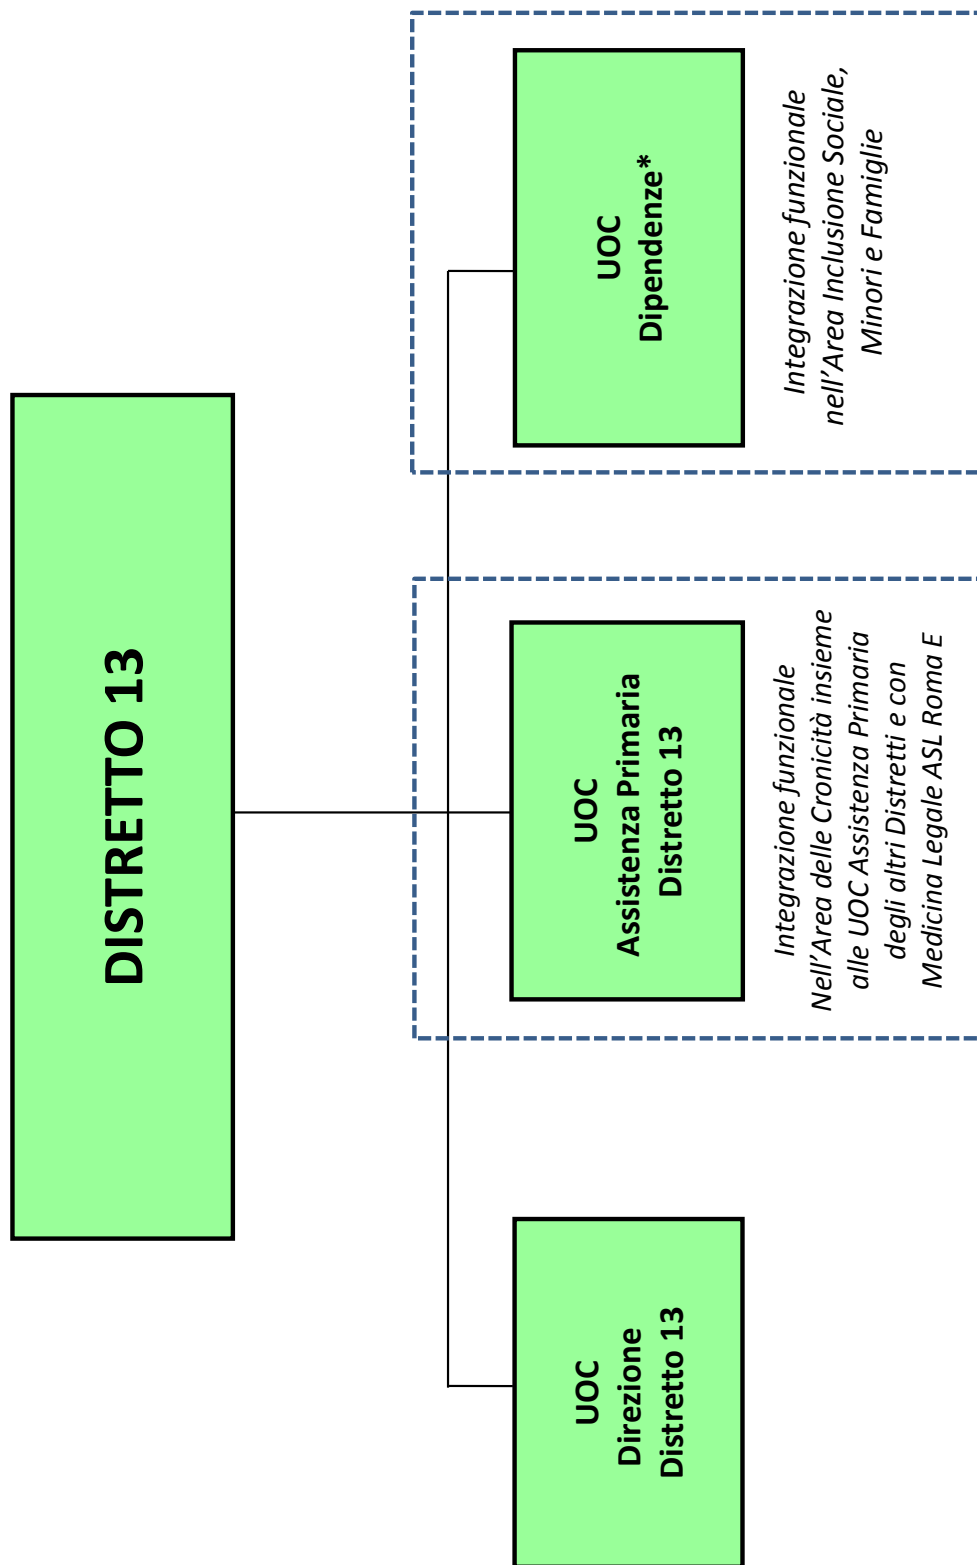 DISTRETTO 13
UOC
Direzione
Distretto 13
UOC
Assistenza Primaria
Distretto 13
Integrazione funzionale
Nell’Area delle Cronicità insieme
alle UOC Assistenza Primaria
degli altri Distretti e con
Medicina Legale ASL Roma E
UOC
Dipendenze*
Integrazione funzionale
nell’Area Inclusione Sociale,
Minori e Famiglie